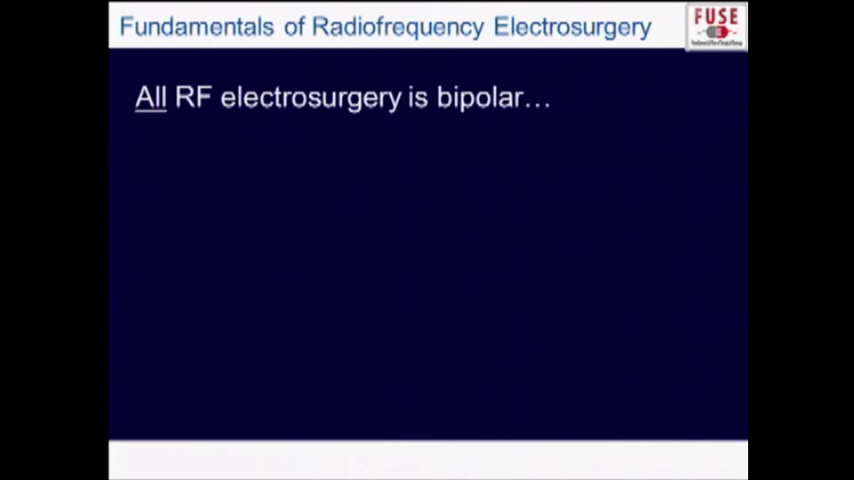 Fundamentals of Radiofrequency Electrosurgery
FUSE
All RF electrosurgery is bipolar…